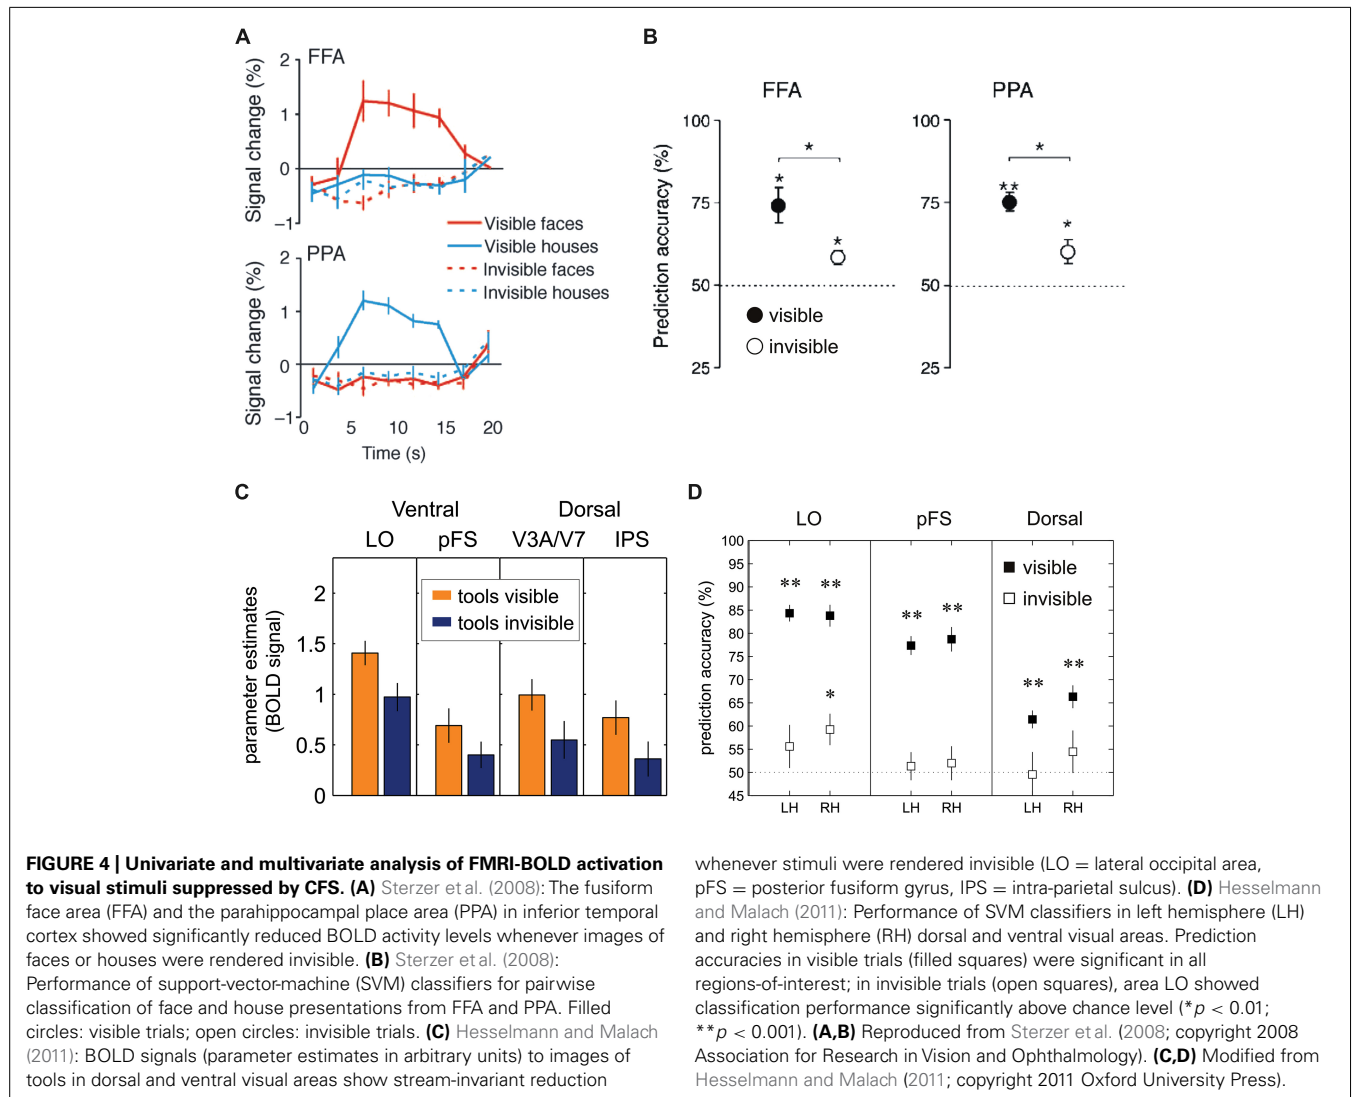 A
FFA
Signal change (%)
2
1
0
−1
Visible faces
Visible houses
Invisible faces
Invisible houses
PPA
Signal change (%)
2
1
0
−1
0 5 10 15 20
Time (s)
B
FFA PPA
Prediction accuracy (%)
100
75
50
25
* * *
visible
invisible
100
75
50
25
* ** *
C
Ventral Dorsal
LO pFS V3A/V7 IPS
parameter estimates
(BOLD signal)
2
1.5
1
0.5
0
tools visible
tools invisible
D
LO pFS Dorsal
prediction accuracy (%)
100
95
90
85
80
75
70
65
60
55
50
45
** ** * ** ** ** **
visible
invisible
LH RH LH RH LH RH
FIGURE 4 | Univariate and multivariate analysis of FMRI-BOLD activation
to visual stimuli suppressed by CFS. (A) Sterzer et al. (2008): The fusiform
face area (FFA) and the parahippocampal place area (PPA) in inferior temporal
cortex showed significantly reduced BOLD activity levels whenever images of
faces or houses were rendered invisible. (B) Sterzer et al. (2008):
Performance of support-vector-machine (SVM) classifiers for pairwise
classification of face and house presentations from FFA and PPA. Filled
circles: visible trials; open circles: invisible trials. (C) Hesselmann and Malach
(2011): BOLD signals (parameter estimates in arbitrary units) to images of
tools in dorsal and ventral visual areas show stream-invariant reduction
whenever stimuli were rendered invisible (LO = lateral occipital area,
pFS = posterior fusiform gyrus, IPS = intra-parietal sulcus). (D) Hesselmann
and Malach (2011): Performance of SVM classifiers in left hemisphere (LH)
and right hemisphere (RH) dorsal and ventral visual areas. Prediction
accuracies in visible trials (filled squares) were significant in all
regions-of-interest; in invisible trials (open squares), area LO showed
classification performance significantly above chance level (*p < 0.01;
**p < 0.001). (A,B) Reproduced from Sterzer et al. (2008; copyright 2008
Association for Research in Vision and Ophthalmology). (C,D) Modified from
Hesselmann and Malach (2011; copyright 2011 Oxford University Press).